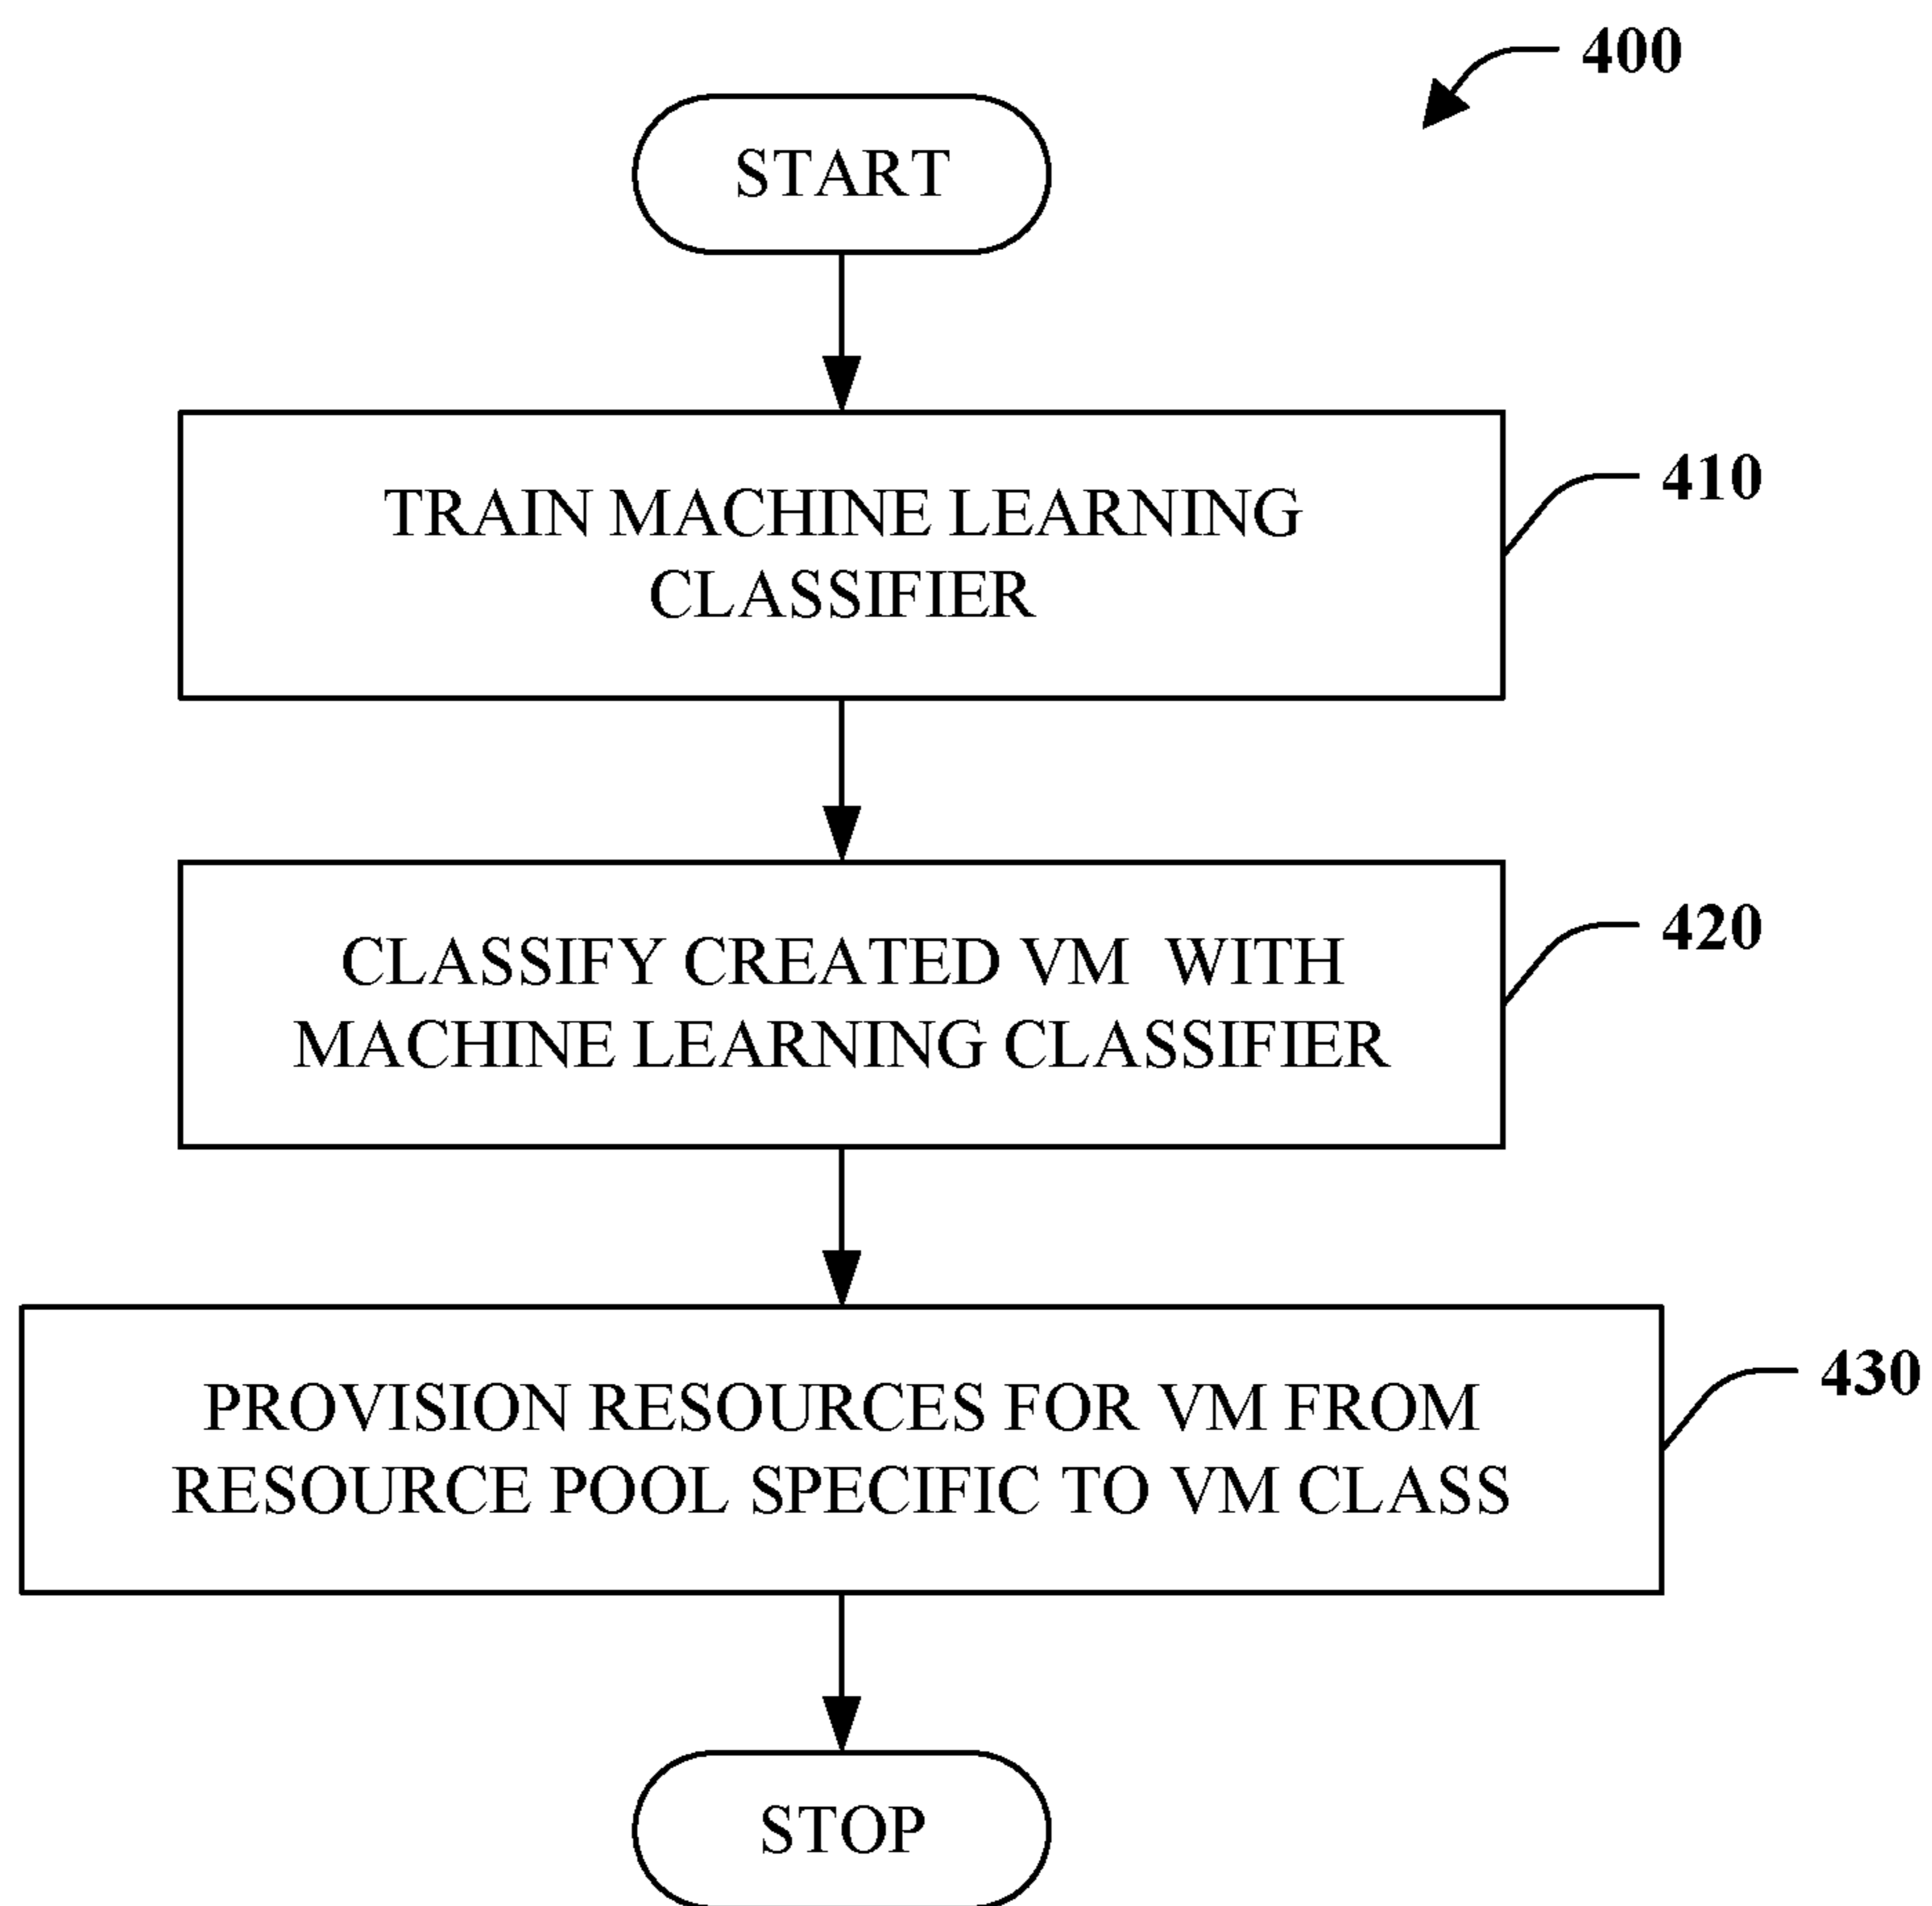 400
START
TRAIN MACHINE LEARNING
CLASSIFIER
410
CLASSIFY CREATED VM WITH
MACHINE LEARNING CLASSIFIER
420
PROVISION RESOURCES FOR VM FROM
RESOURCE POOL SPECIFIC TO VM CLASS
430
STOP